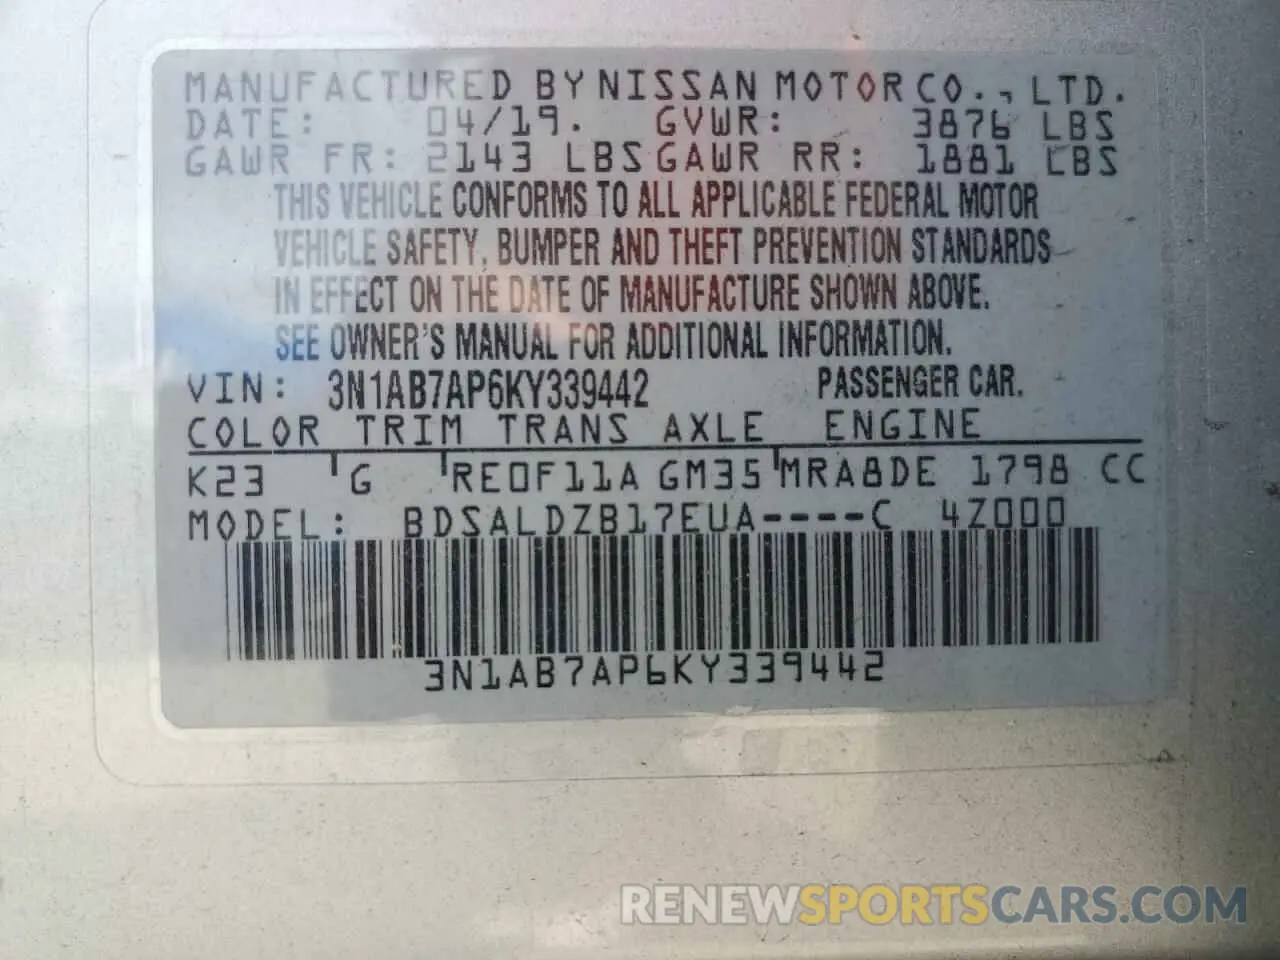 MANUFACTURED BY NISSAN MOTOR CO., LTD.
DATE: 04/19. GVWR: 3876 LBS
GAWR FR: 2143 LBS GAWR RR: 1881 LBS
THIS VEHICLE CONFORMS TO ALL APPLICABLE FEDERAL MOTOR
VEHICLE SAFETY, BUMPER AND THEFT PREVENTION STANDARDS
IN EFFECT ON THE DATE OF MANUFACTURE SHOWN ABOVE.
SEE OWNER'S MANUAL FOR ADDITIONAL INFORMATION.
VIN: 3N1AB7AP6KY339442 PASSENGER CAR.
COLOR TRIM TRANS AXLE ENGINE
K23 G RE0F11A GM35 MRA8DE 1798 CC
MODEL: BDSALDZB17EUA----C 4Z000
3N1AB7AP6KY339442
RENEWSPORTSCARS.COM